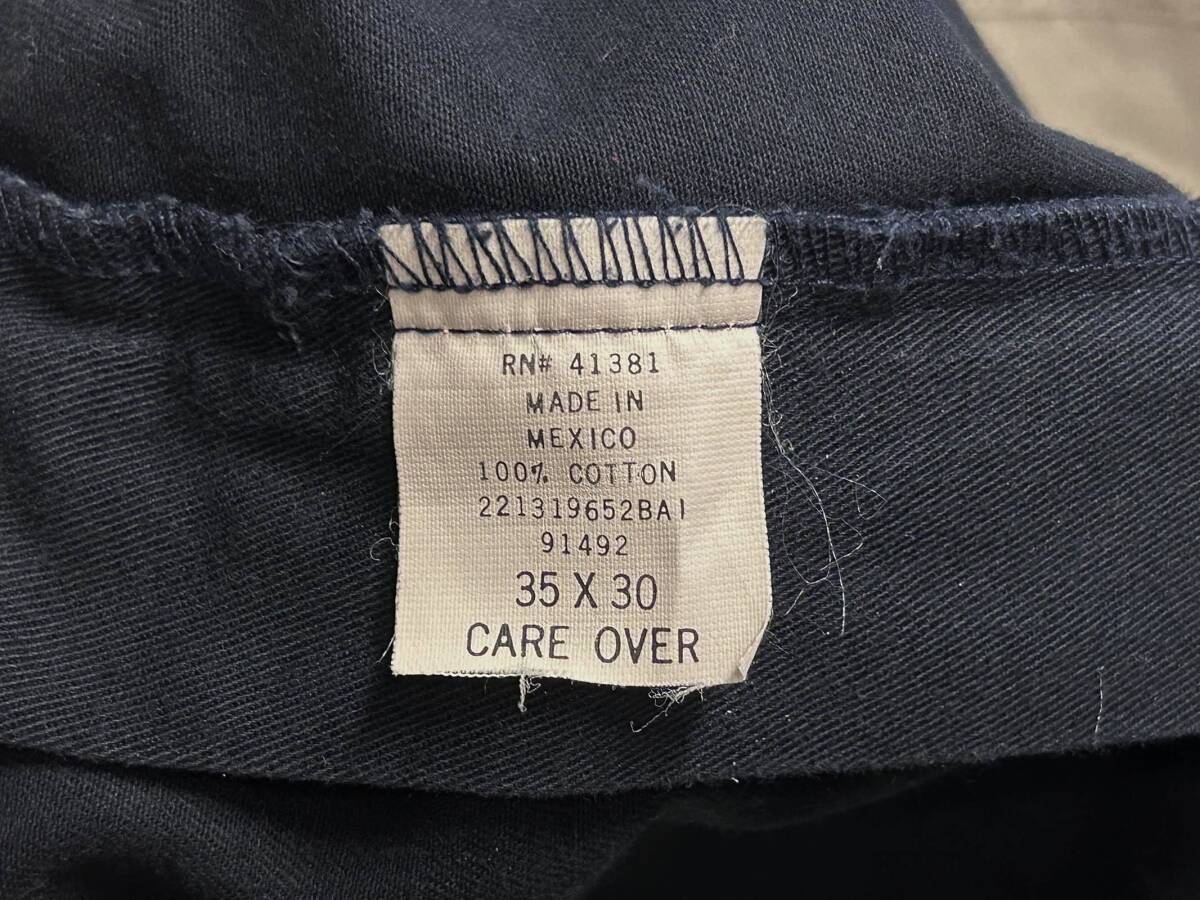 RN# 41381
MADE IN
MEXICO
100% COTTON
221319652BA1
91492
35 X 30
CARE OVER